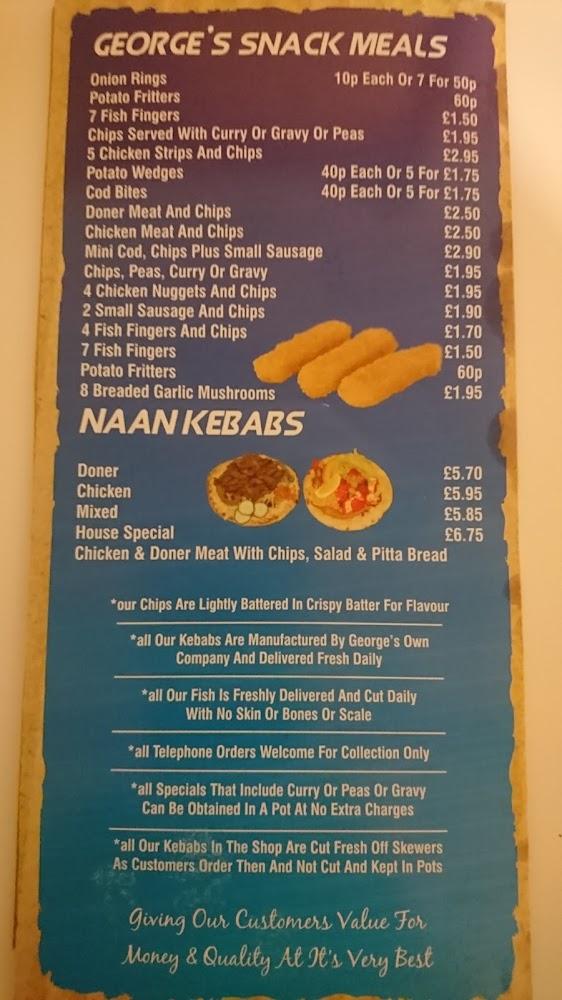 GEORGE'S SNACK MEALS
Onion Rings 10p Each Or 7 For 50p
Potato Fritters 60p
7 Fish Fingers £1.50
Chips Served With Curry Or Gravy Or Peas £1.95
5 Chicken Strips And Chips £2.95
Potato Wedges 40p Each Or 5 For £1.75
Cod Bites 40p Each Or 5 For £1.75
Doner Meat And Chips £2.50
Chicken Meat And Chips £2.50
Mini Cod, Chips Plus Small Sausage £2.90
Chips, Peas, Curry Or Gravy £1.95
4 Chicken Nuggets And Chips £1.95
2 Small Sausage And Chips £1.90
4 Fish Fingers And Chips £1.70
7 Fish Fingers £1.50
Potato Fritters 60p
8 Breaded Garlic Mushrooms £1.95
NAAN KEBABS
Doner £5.70
Chicken £5.95
Mixed £5.85
House Special £6.75
Chicken & Doner Meat With Chips, Salad & Pitta Bread
*our Chips Are Lightly Battered In Crispy Batter For Flavour
*all Our Kebabs Are Manufactured By George's Own
Company And Delivered Fresh Daily
*all Our Fish Is Freshly Delivered And Cut Daily
With No Skin Or Bones Or Scale
*all Telephone Orders Welcome For Collection Only
*all Specials That Include Curry Or Peas Or Gravy
Can Be Obtained In A Pot At No Extra Charges
*all Our Kebabs In The Shop Are Cut Fresh Off Skewers
As Customers Order Then And Not Cut And Kept In Pots
Giving Our Customers Value For
Money & Quality At It's Very Best